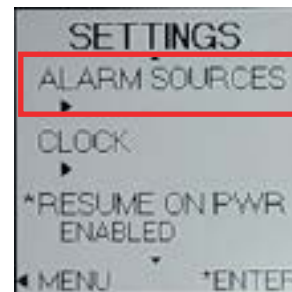 SETTINGS
ALARM SOURCES
CLOCK
*RESUME ON PWR
ENABLED
MENU *ENTER